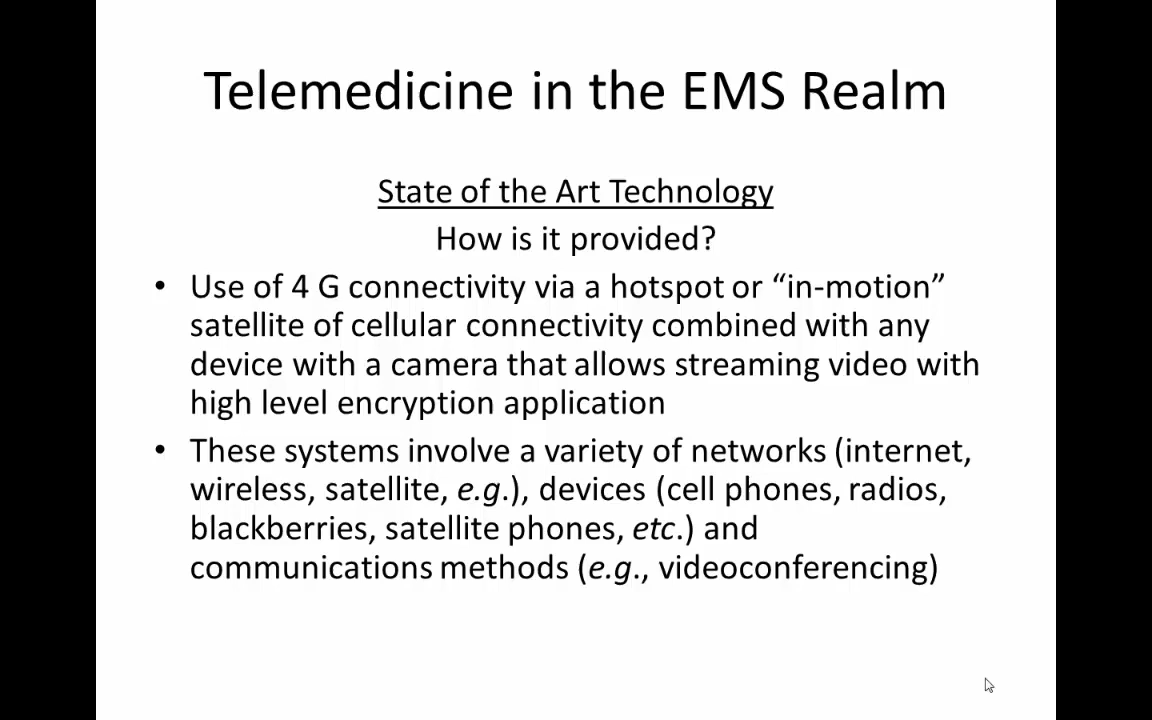 Telemedicine in the EMS Realm
State of the Art Technology
How is it provided?
• Use of 4 G connectivity via a hotspot or “in-motion”
satellite of cellular connectivity combined with any
device with a camera that allows streaming video with
high level encryption application
• These systems involve a variety of networks (internet,
wireless, satellite, e.g.), devices (cell phones, radios,
blackberries, satellite phones, etc.) and
communications methods (e.g., videoconferencing)